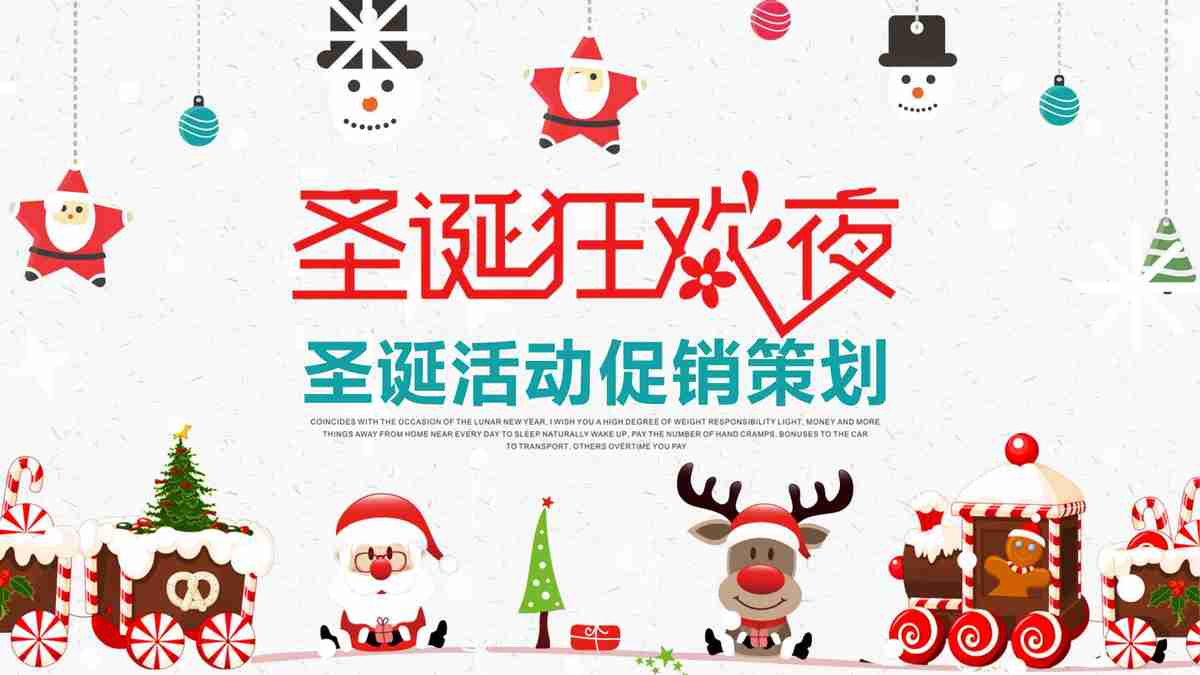 圣诞狂欢夜
圣诞活动促销策划
COINCIDES WITH THE OCCASION OF THE LUNAR NEW YEAR, I WISH YOU A HIGH DEGREE OF WEIGHT RESPONSIBILITY LIGHT, MONEY AND MORE
THINGS AWAY FROM HOME NEAR EVERY DAY TO SLEEP NATURALLY WAKE UP, PAY THE NUMBER OF HAND CRAMPS. BONUSES TO THE CAR
TO TRANSPORT, OTHERS OVERTIME YOU PAY